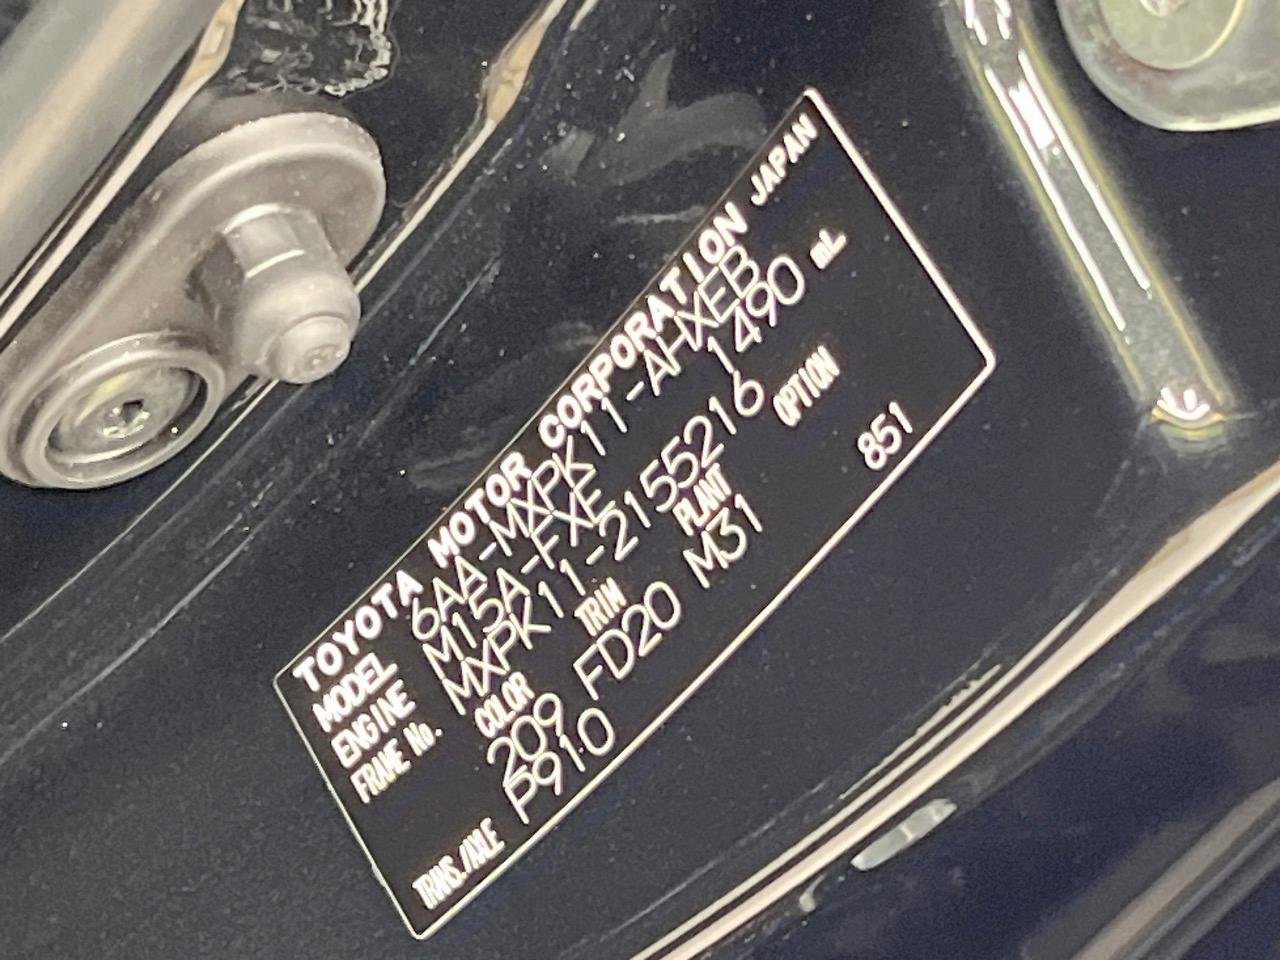 TOYOTA MOTOR CORPORATION JAPAN
MODEL 6AA-MXPK11-AHXEB
ENGINE M15A-FXE 1490 mL
FRAME No. MXPK11-2155216
COLOR TRIM PLANT OPTION
209 FD20 M31 851
TRANS./AXLE P910